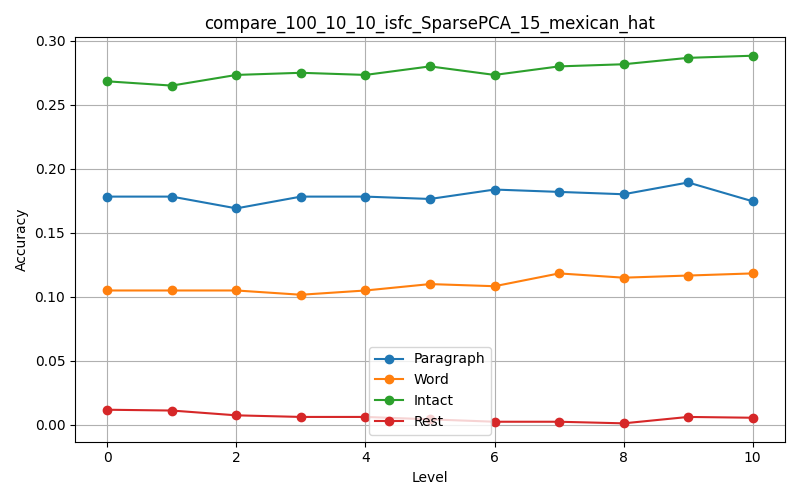 compare_100_10_10_isfc_SparsePCA_15_mexican_hat
0.30
0.25
0.20
0.15
0.10
0.05
0.00
Accuracy
Paragraph
Word
Intact
Rest
0 2 4 6 8 10
Level